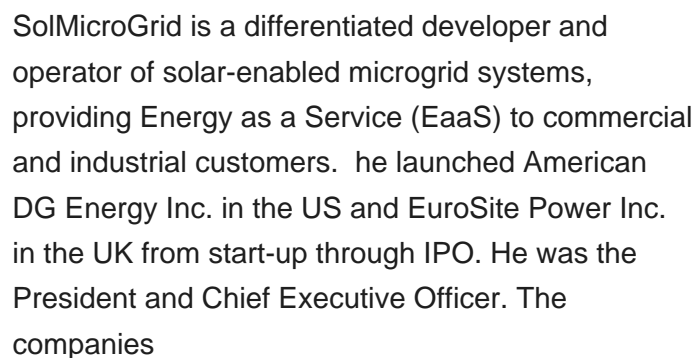 SolMicroGrid is a differentiated developer and
operator of solar-enabled microgrid systems,
providing Energy as a Service (EaaS) to commercial
and industrial customers.  he launched American
DG Energy Inc. in the US and EuroSite Power Inc.
in the UK from start-up through IPO. He was the
President and Chief Executive Officer. The
companies